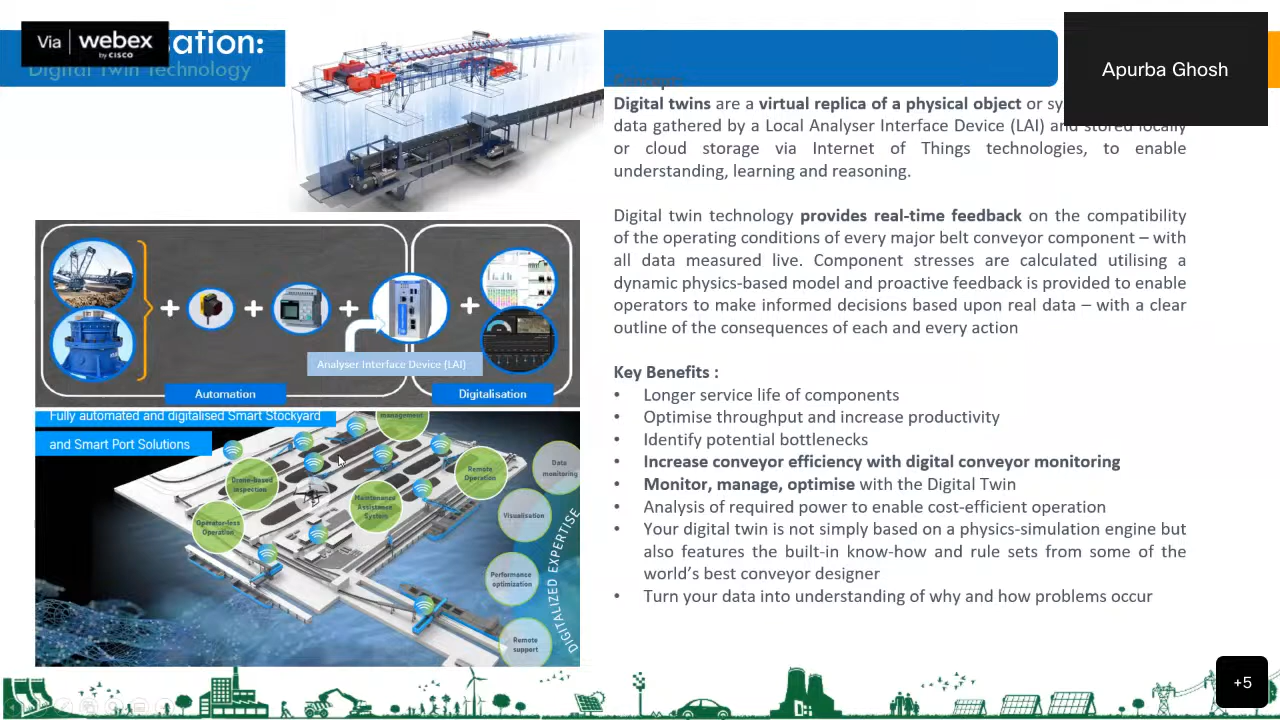 Via webex
by CISCO
sation:
Digital Twin Technology
Apurba Ghosh
Concept:
Digital twins are a virtual replica of a physical object or sy
data gathered by a Local Analyser Interface Device (LAI) and stored locally
or cloud storage via Internet of Things technologies, to enable
understanding, learning and reasoning.
Digital twin technology provides real-time feedback on the compatibility
of the operating conditions of every major belt conveyor component – with
all data measured live. Component stresses are calculated utilising a
dynamic physics-based model and proactive feedback is provided to enable
operators to make informed decisions based upon real data – with a clear
outline of the consequences of each and every action
Key Benefits :
• Longer service life of components
• Optimise throughput and increase productivity
• Identify potential bottlenecks
• Increase conveyor efficiency with digital conveyor monitoring
• Monitor, manage, optimise with the Digital Twin
• Analysis of required power to enable cost-efficient operation
• Your digital twin is not simply based on a physics-simulation engine but
also features the built-in know-how and rule sets from some of the
world's best conveyor designer
• Turn your data into understanding of why and how problems occur
+ + + +
Analyser Interface Device (LAI)
Automation
Digitalisation
Fully automated and digitalised Smart Stockyard
and Smart Port Solutions
management
Drone-based
inspection
Operator-less
Operation
Maintenance
Assistance
System
Remote
Operation
Data
monitoring
Visualisation
Performance
optimization
Remote
support
DIGITALIZED EXPERTISE
+5